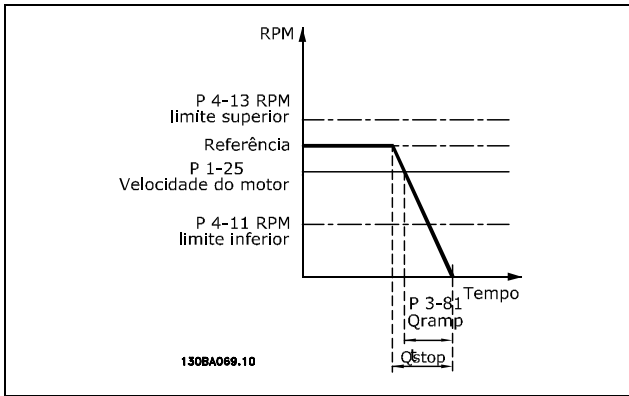 RPM
P 4-13 RPM
limite superior
Referência
P 1-25
Velocidade do motor
P 4-11 RPM
limite inferior
Tempo
P 3-81
Qramp
Qstop
130BA069.10